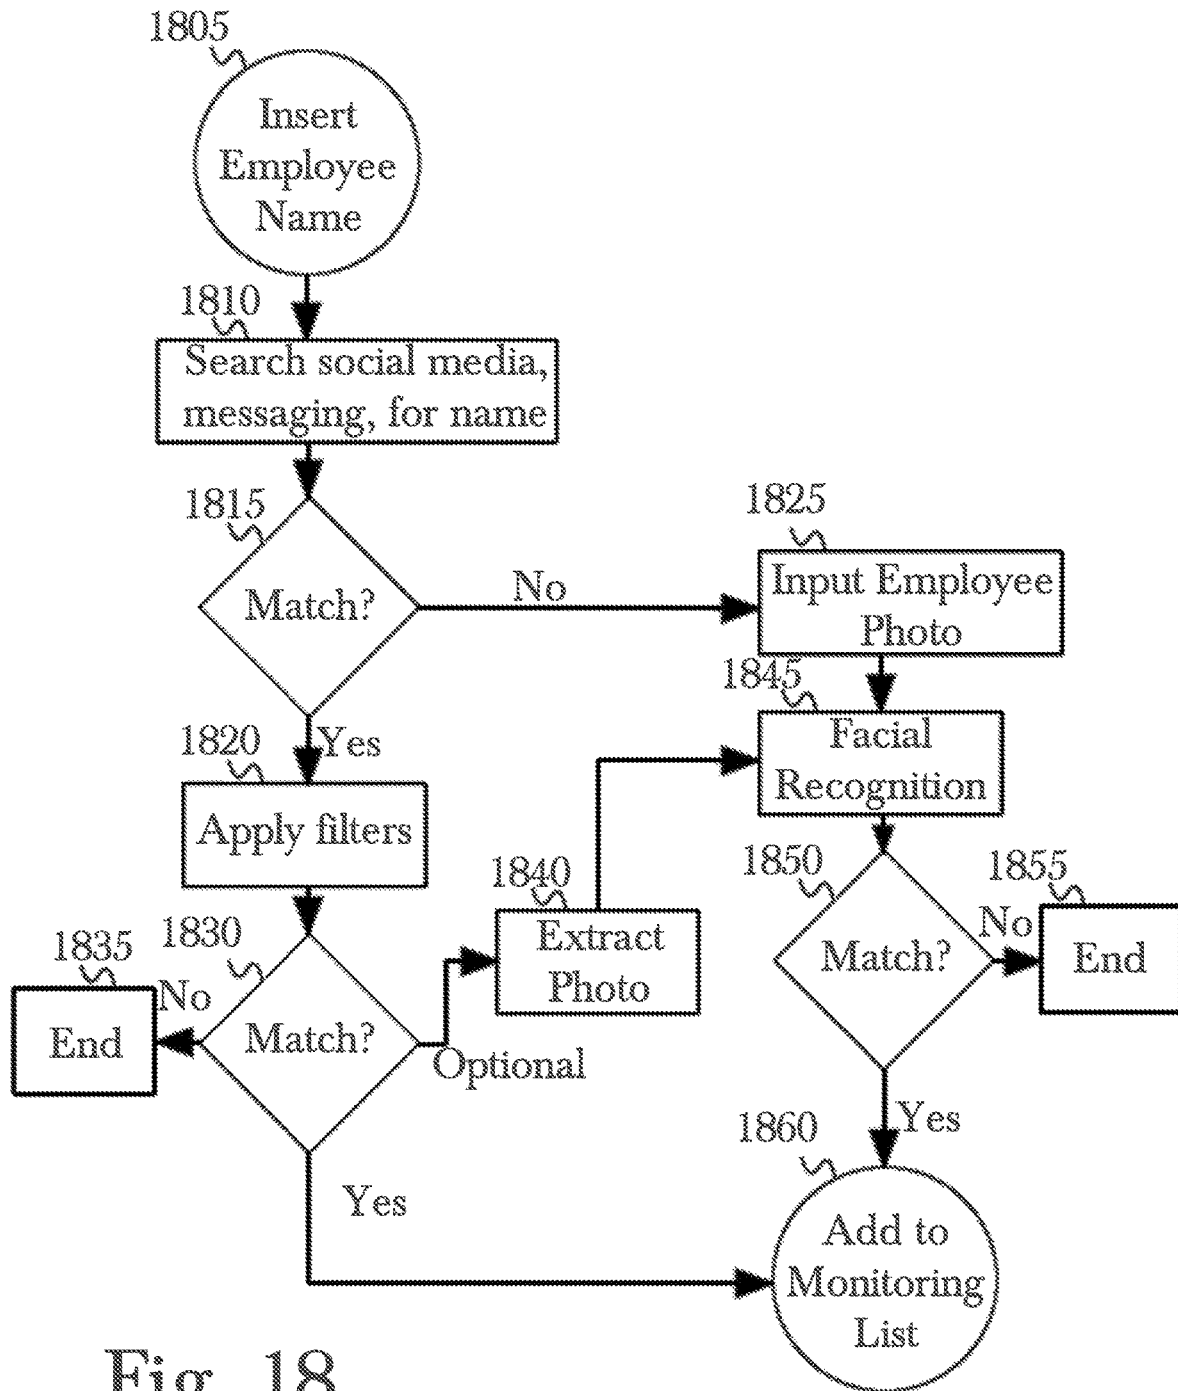 1805
Insert
Employee
Name
1810
Search social media,
messaging, for name
1815
Match?
No
1825
Input Employee
Photo
1845
Facial
Recognition
Yes
1820
Apply filters
1840
Extract
Photo
1850
Match?
No
1855
End
1830
Match?
1835
No
End
Optional
Yes
Yes
1860
Add to
Monitoring
List
Fig. 18